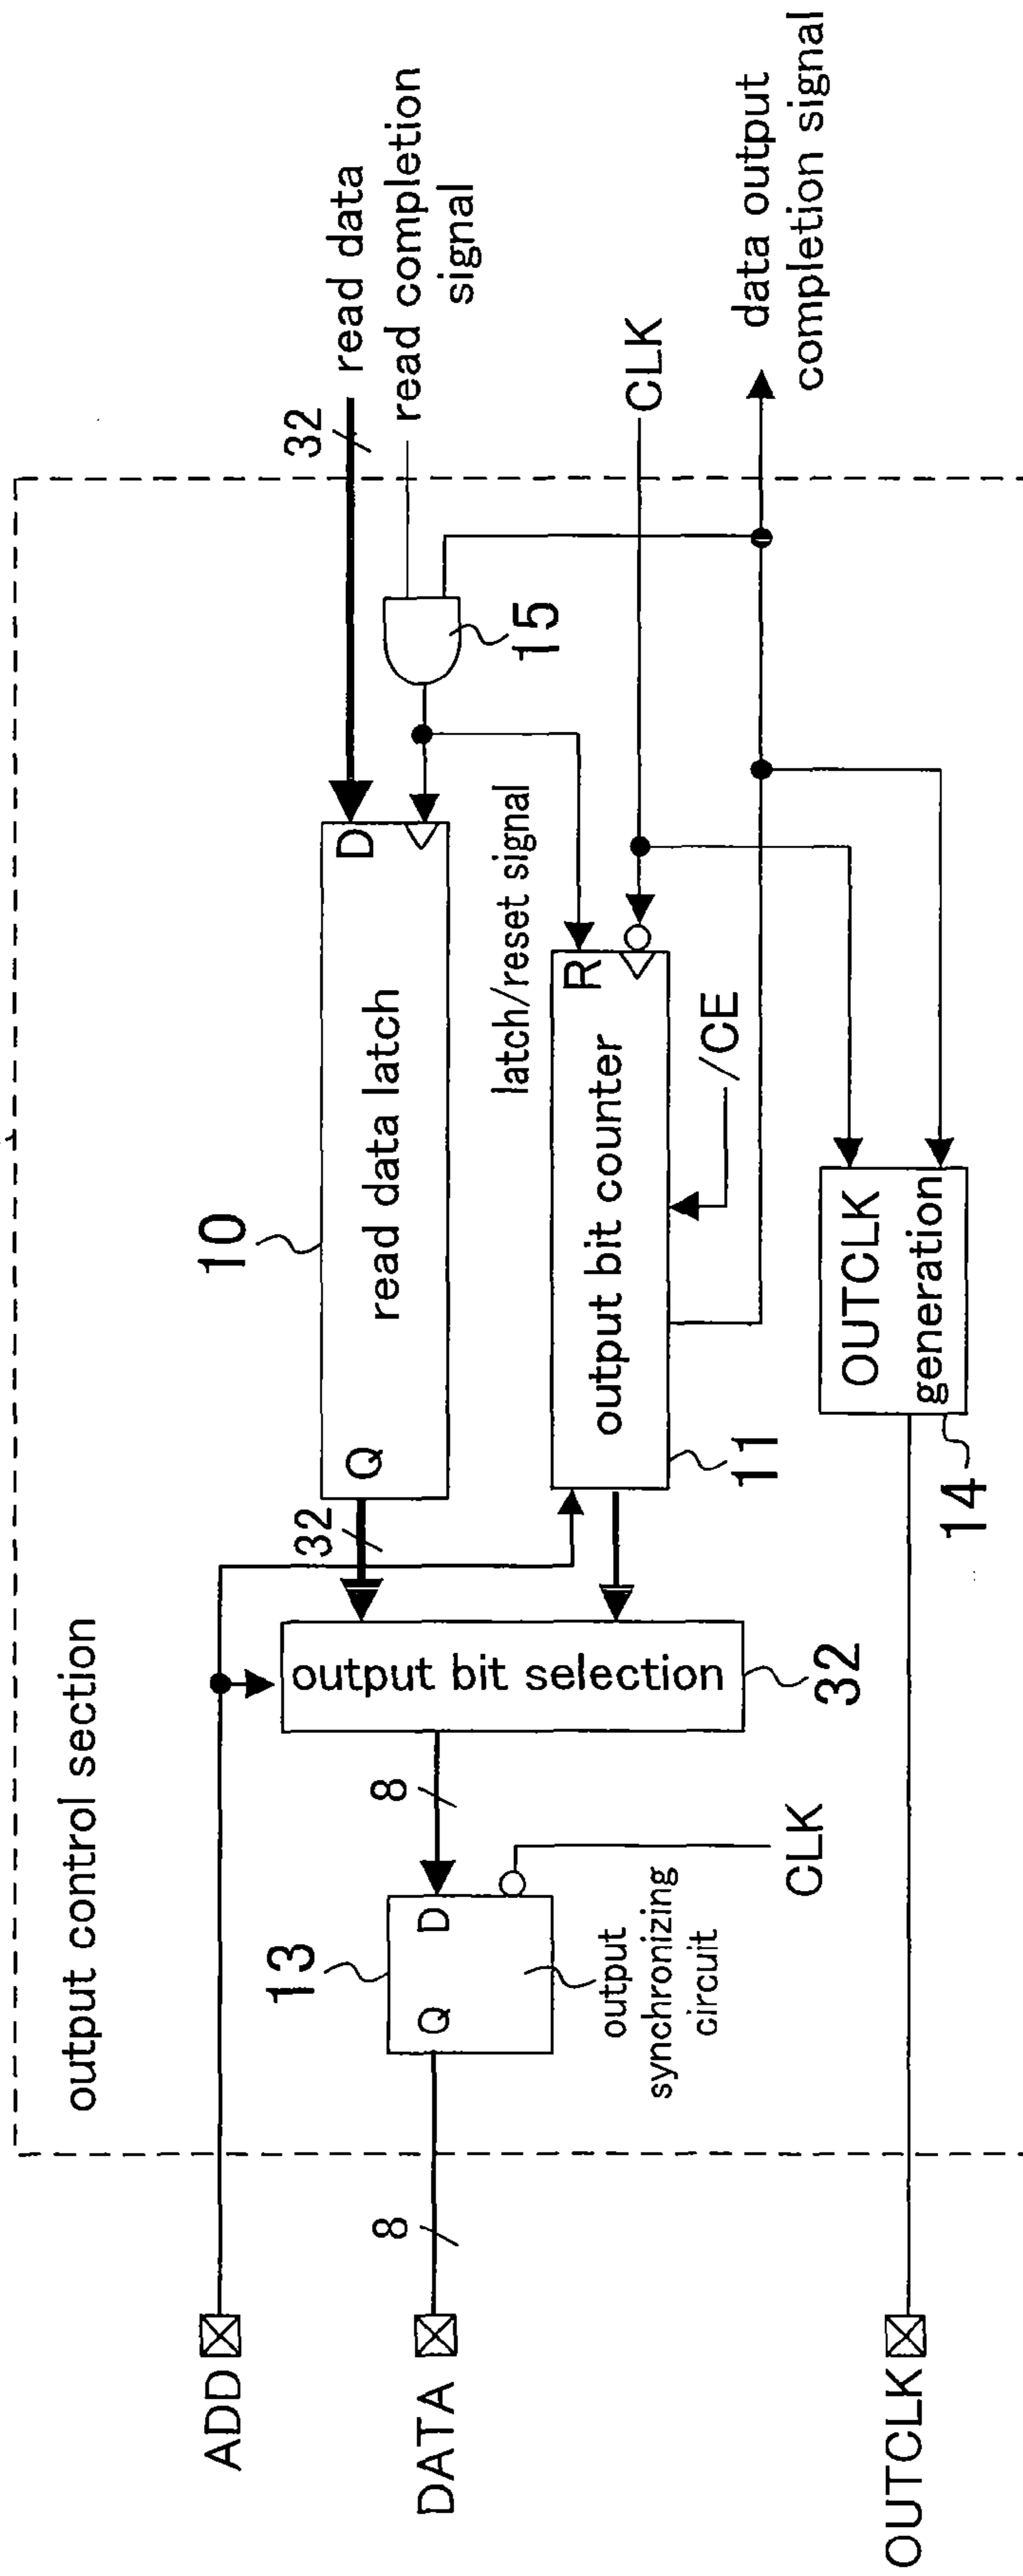 output control section
ADD
DATA
OUTCLK
8
13
Q
D
output
synchronizing
circuit
CLK
8
output bit selection
32
32
10
Q
read data latch
D
32
read data
read completion
signal
15
latch/reset signal
11
output bit counter
R
/CE
CLK
14
OUTCLK
generation
data output
completion signal